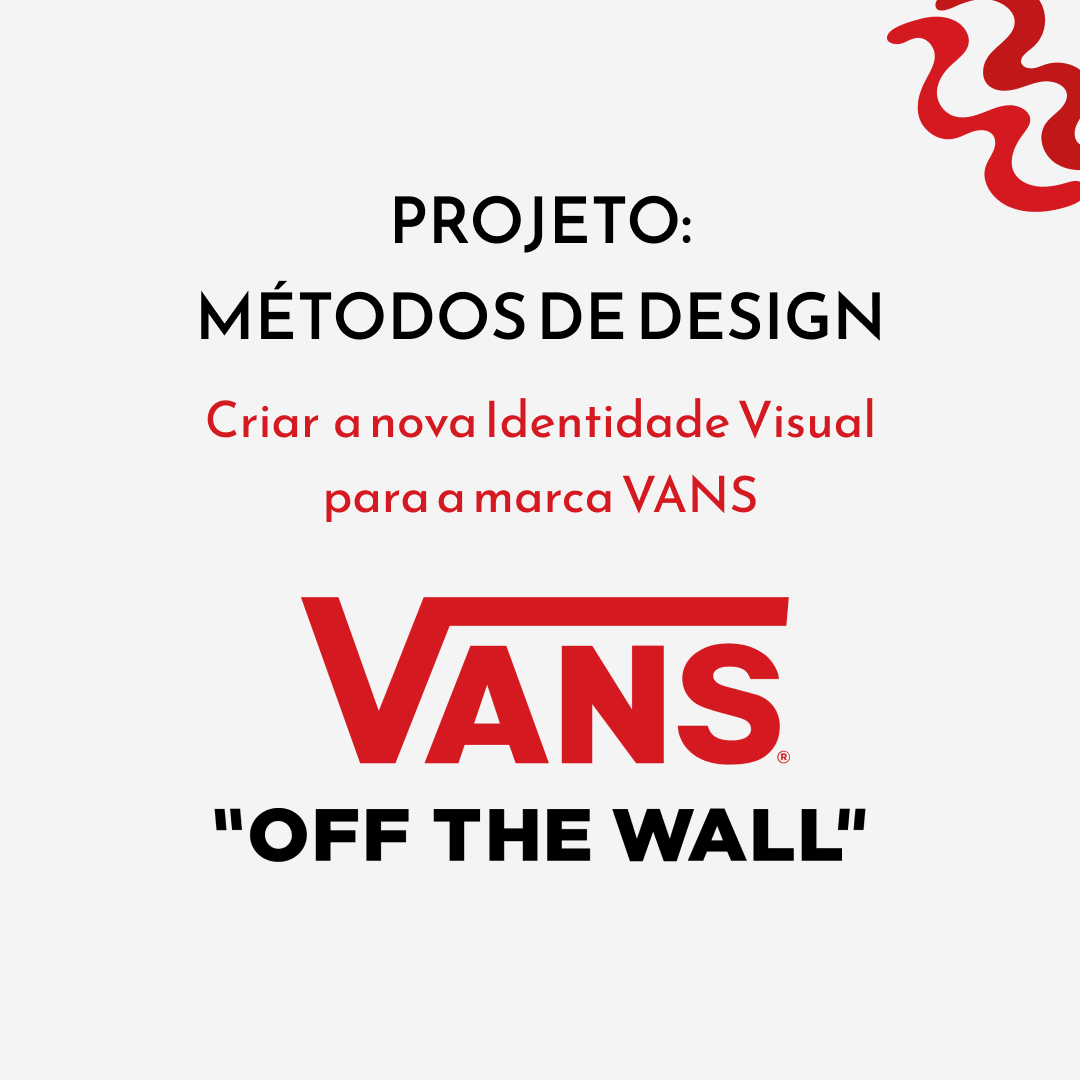 PROJETO:
MÉTODOS DE DESIGN
Criar a nova Identidade Visual
para a marca VANS
VANS®
"OFF THE WALL"